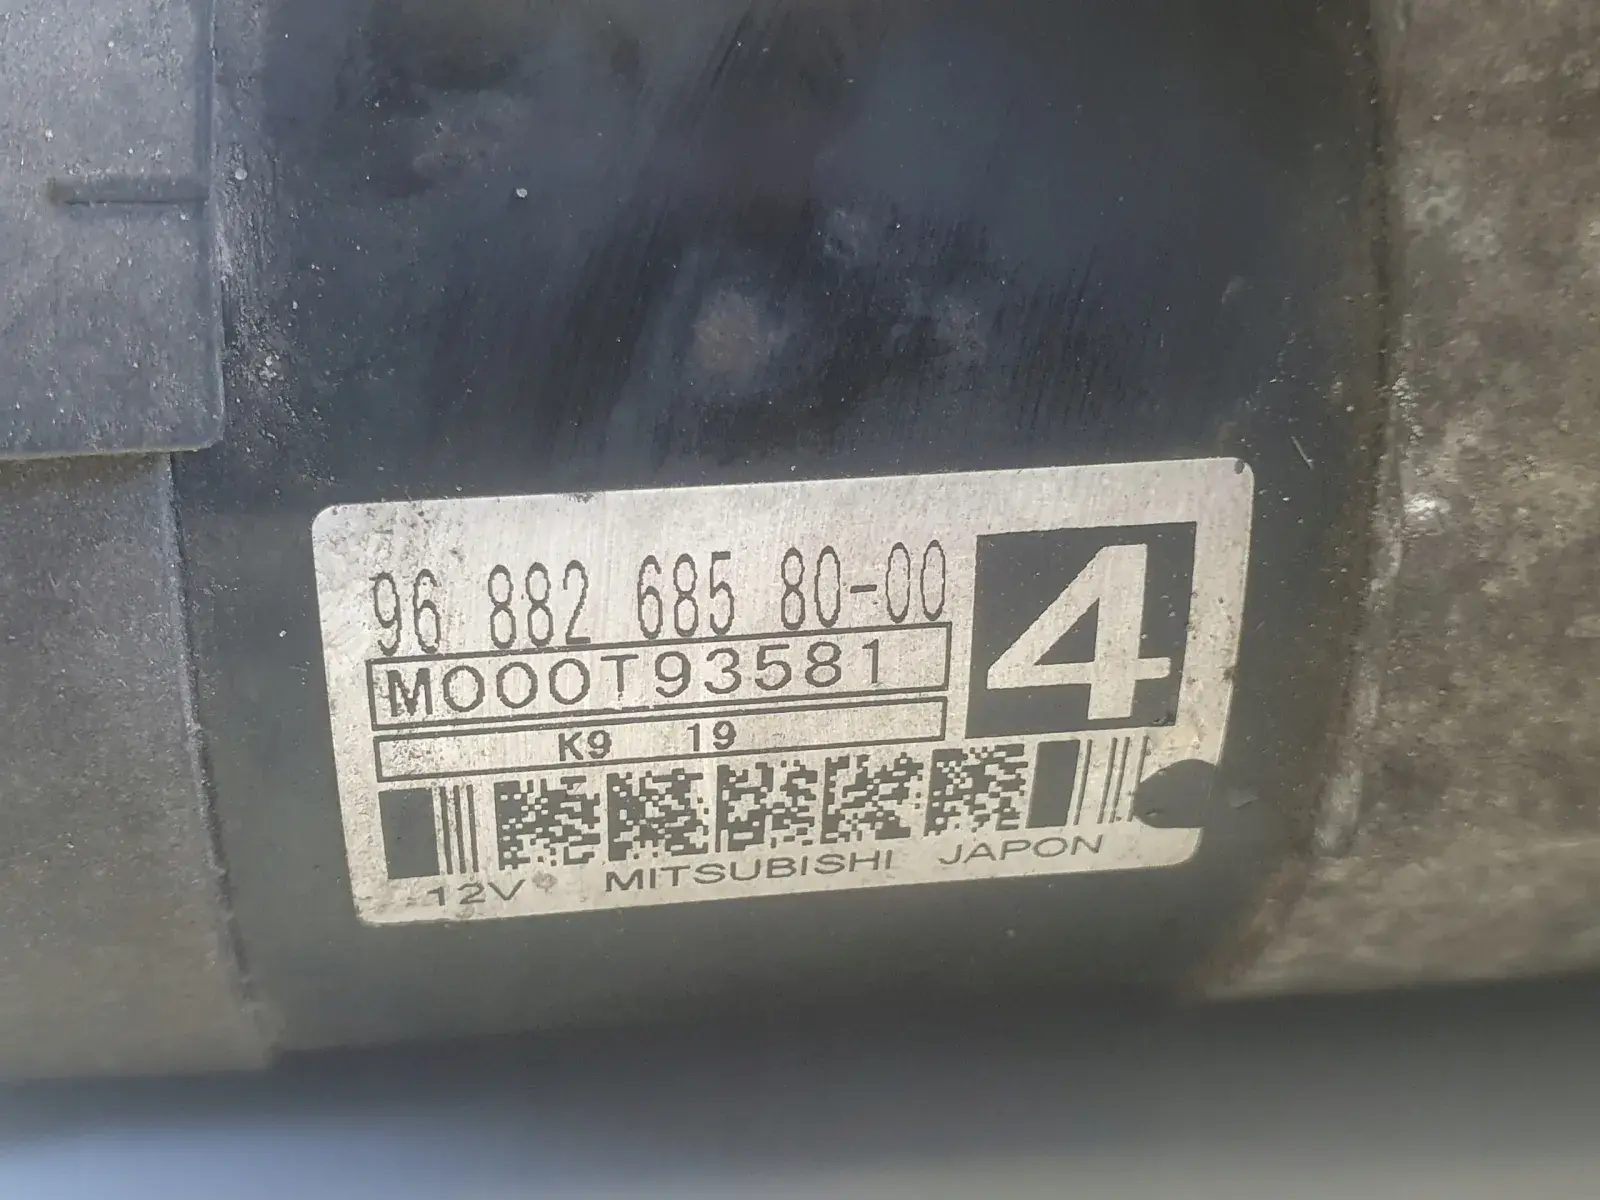 96 882 685 80-00
4
M000T93581
K9 19
12V MITSUBISHI JAPON